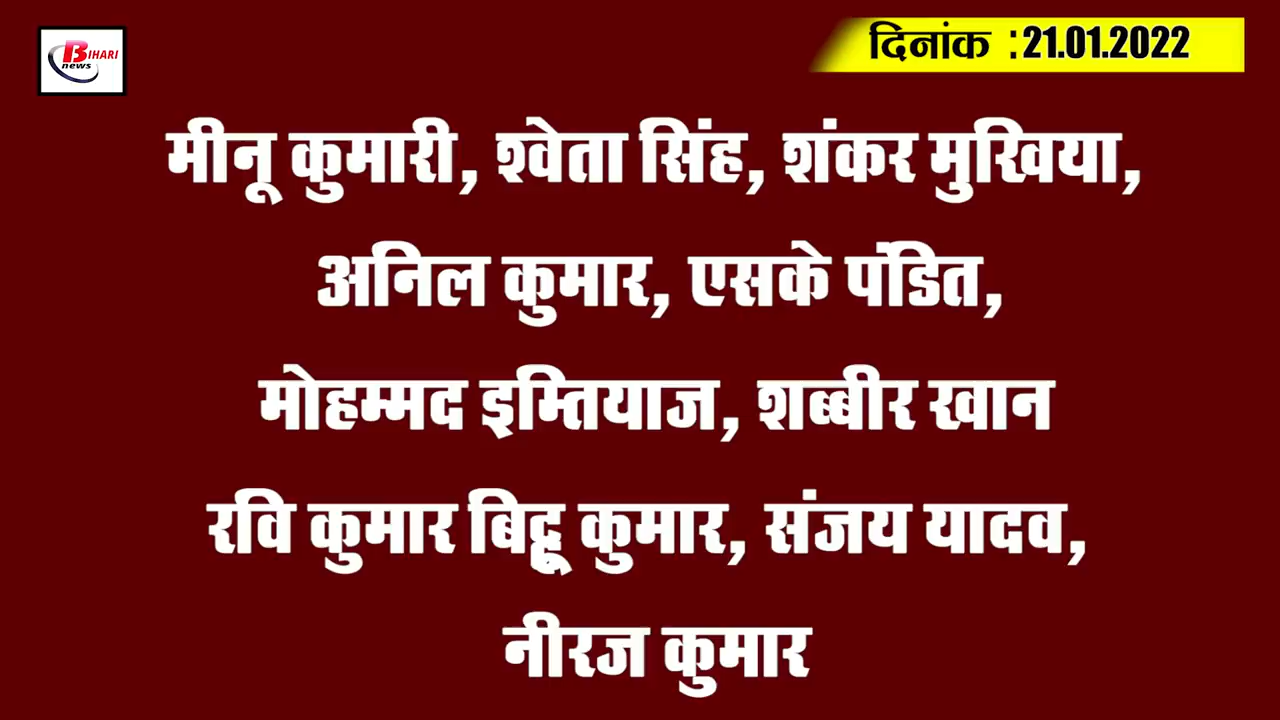 BIHARI
news
दिनांक :21.01.2022
मीनू कुमारी, श्वेता सिंह, शंकर मुखिया,
अनिल कुमार, एसके पंडित,
मोहम्मद इम्तियाज, शब्बीर खान
रवि कुमार बिट्टू कुमार, संजय यादव,
नीरज कुमार